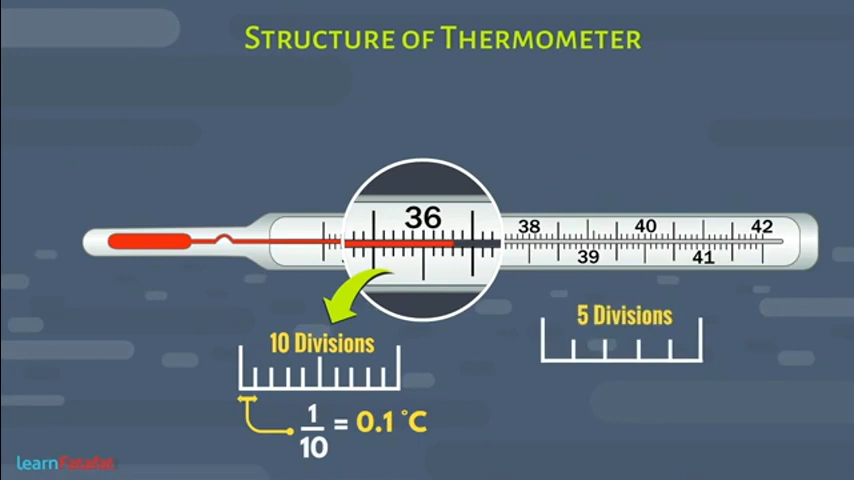 STRUCTURE OF THERMOMETER
36
38 40 42
39 41
10 Divisions
5 Divisions
1/10 = 0.1 °C
learnFatafat